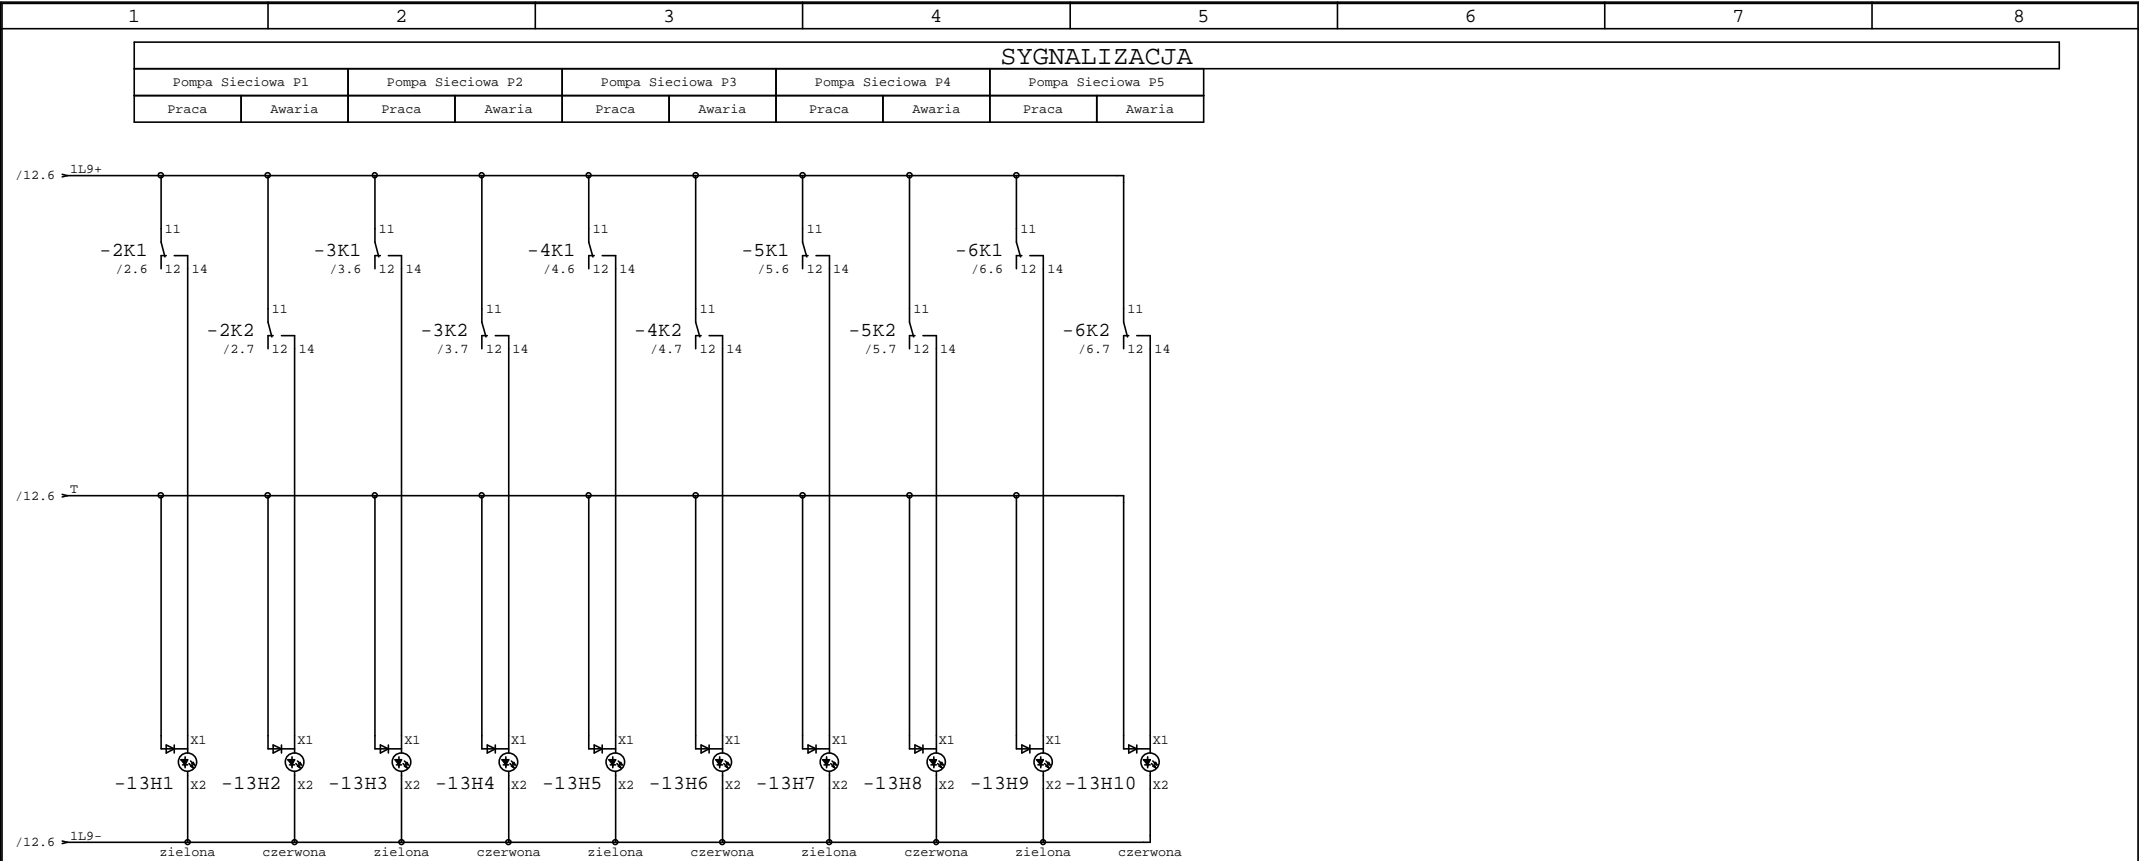 1 2 3 4 5 6 7 8
SYGNALIZACJA
Pompa Sieciowa P1 Pompa Sieciowa P2 Pompa Sieciowa P3 Pompa Sieciowa P4 Pompa Sieciowa P5
Praca Awaria Praca Awaria Praca Awaria Praca Awaria Praca Awaria
/12.6 1L9+
11 11 11 11 11
-2K1 -3K1 -4K1 -5K1 -6K1
/2.6 12 14 /3.6 12 14 /4.6 12 14 /5.6 12 14 /6.6 12 14
11 11 11 11 11
-2K2 -3K2 -4K2 -5K2 -6K2
/2.7 12 14 /3.7 12 14 /4.7 12 14 /5.7 12 14 /6.7 12 14
/12.6 T
X1 X1 X1 X1 X1 X1 X1 X1 X1 X1
-13H1 X2 -13H2 X2 -13H3 X2 -13H4 X2 -13H5 X2 -13H6 X2 -13H7 X2 -13H8 X2 -13H9 X2 -13H10 X2
/12.6 1L9-
zielona czerwona zielona czerwona zielona czerwona zielona czerwona zielona czerwona